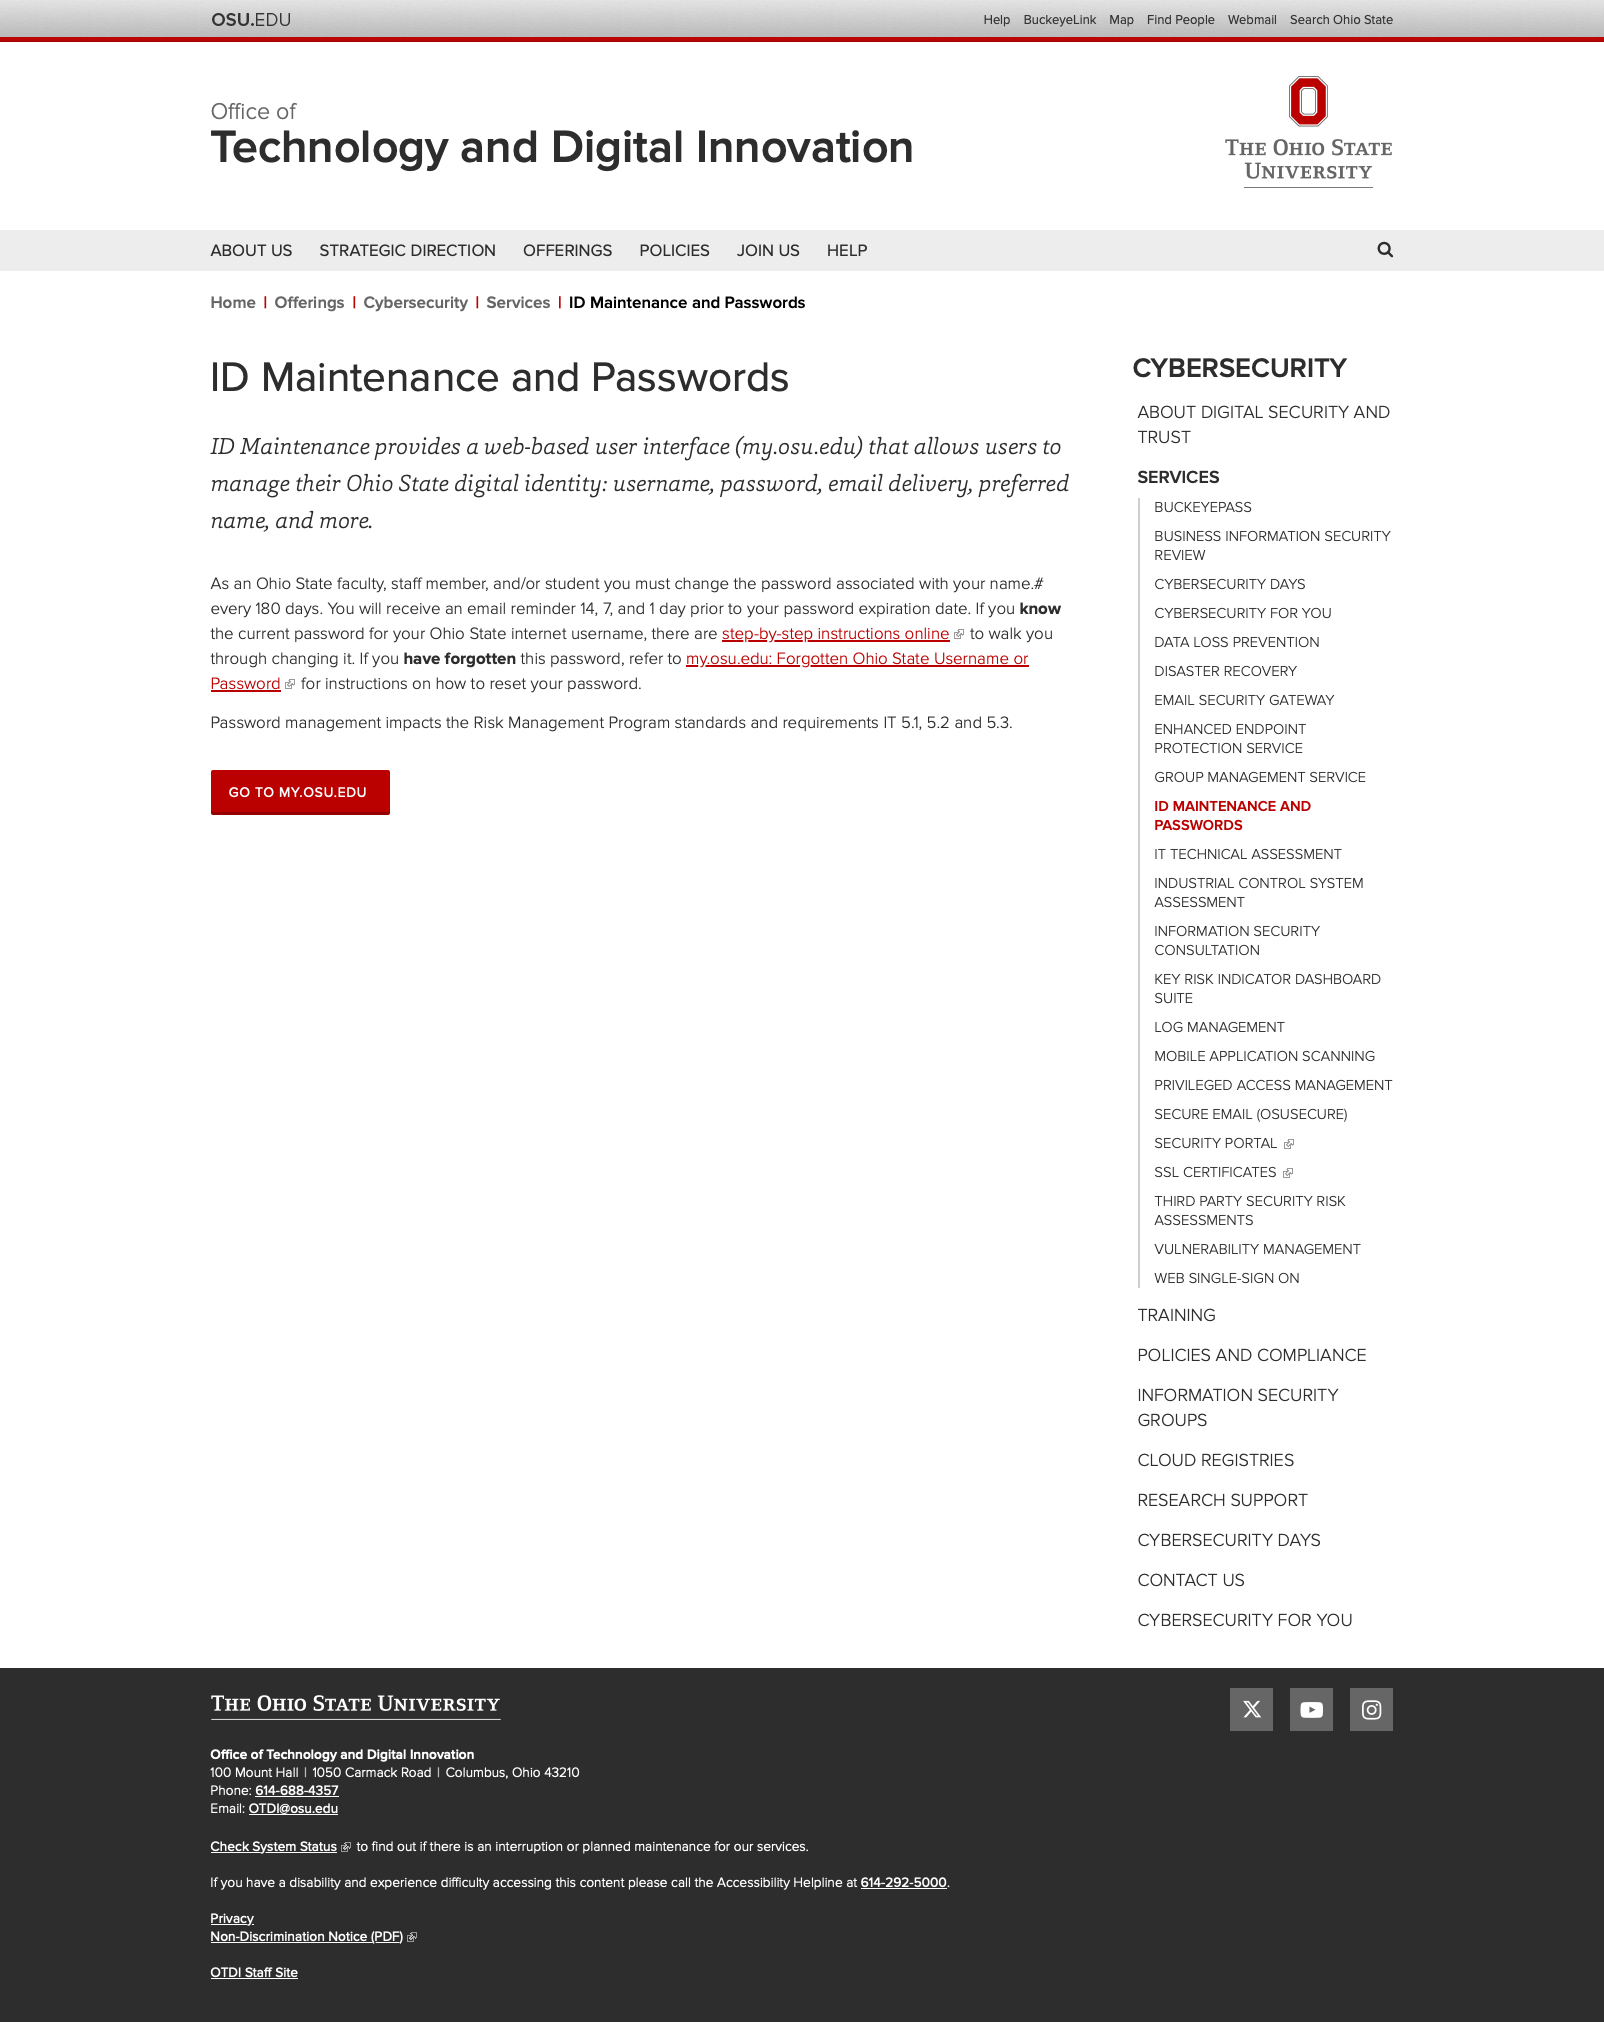 OSU.EDU
Help BuckeyeLink Map Find People Webmail Search Ohio State
Office of
Technology and Digital Innovation
THE OHIO STATE
UNIVERSITY
ABOUT US STRATEGIC DIRECTION OFFERINGS POLICIES JOIN US HELP
Home | Offerings | Cybersecurity | Services | ID Maintenance and Passwords
ID Maintenance and Passwords
ID Maintenance provides a web-based user interface (my.osu.edu) that allows users to
manage their Ohio State digital identity: username, password, email delivery, preferred
name, and more.
As an Ohio State faculty, staff member, and/or student you must change the password associated with your name.#
every 180 days. You will receive an email reminder 14, 7, and 1 day prior to your password expiration date. If you know
the current password for your Ohio State internet username, there are step-by-step instructions online to walk you
through changing it. If you have forgotten this password, refer to my.osu.edu: Forgotten Ohio State Username or
Password for instructions on how to reset your password.
Password management impacts the Risk Management Program standards and requirements IT 5.1, 5.2 and 5.3.
GO TO MY.OSU.EDU
CYBERSECURITY
ABOUT DIGITAL SECURITY AND
TRUST
SERVICES
BUCKEYEPASS
BUSINESS INFORMATION SECURITY
REVIEW
CYBERSECURITY DAYS
CYBERSECURITY FOR YOU
DATA LOSS PREVENTION
DISASTER RECOVERY
EMAIL SECURITY GATEWAY
ENHANCED ENDPOINT
PROTECTION SERVICE
GROUP MANAGEMENT SERVICE
ID MAINTENANCE AND
PASSWORDS
IT TECHNICAL ASSESSMENT
INDUSTRIAL CONTROL SYSTEM
ASSESSMENT
INFORMATION SECURITY
CONSULTATION
KEY RISK INDICATOR DASHBOARD
SUITE
LOG MANAGEMENT
MOBILE APPLICATION SCANNING
PRIVILEGED ACCESS MANAGEMENT
SECURE EMAIL (OSUSECURE)
SECURITY PORTAL
SSL CERTIFICATES
THIRD PARTY SECURITY RISK
ASSESSMENTS
VULNERABILITY MANAGEMENT
WEB SINGLE-SIGN ON
TRAINING
POLICIES AND COMPLIANCE
INFORMATION SECURITY
GROUPS
CLOUD REGISTRIES
RESEARCH SUPPORT
CYBERSECURITY DAYS
CONTACT US
CYBERSECURITY FOR YOU
THE OHIO STATE UNIVERSITY
Office of Technology and Digital Innovation
100 Mount Hall | 1050 Carmack Road | Columbus, Ohio 43210
Phone: 614-688-4357
Email: OTDI@osu.edu
Check System Status to find out if there is an interruption or planned maintenance for our services.
If you have a disability and experience difficulty accessing this content please call the Accessibility Helpline at 614-292-5000.
Privacy
Non-Discrimination Notice (PDF)
OTDI Staff Site